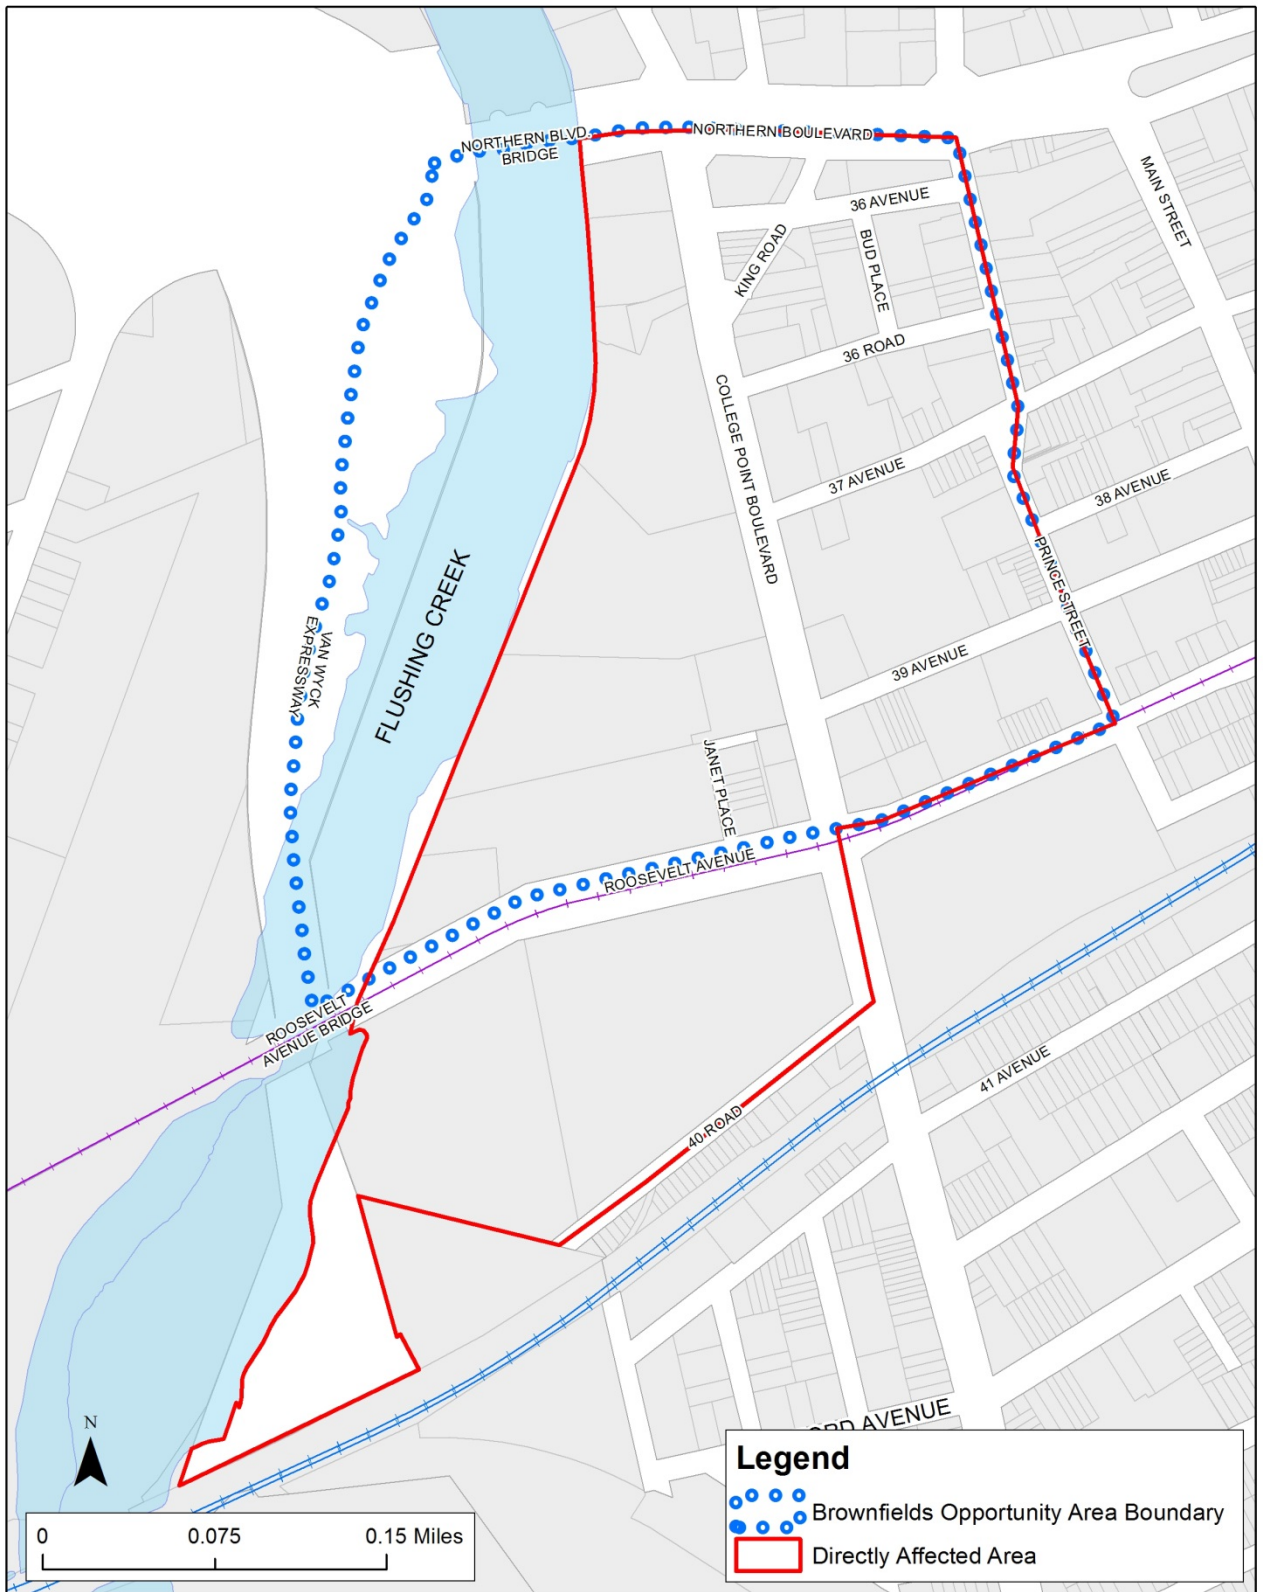 NORTHERN BLVD.
BRIDGE
NORTHERN BOULEVARD
MAIN STREET
36 AVENUE
KING ROAD
BUD PLACE
36 ROAD
COLLEGE POINT BOULEVARD
37 AVENUE
38 AVENUE
PRINCE STREET
FLUSHING CREEK
VAN WYCK
EXPRESSWAY
39 AVENUE
JANET PLACE
ROOSEVELT AVENUE
ROOSEVELT
AVENUE BRIDGE
41 AVENUE
40 ROAD
AVENUE
N
0 0.075 0.15 Miles
Legend
Brownfields Opportunity Area Boundary
Directly Affected Area